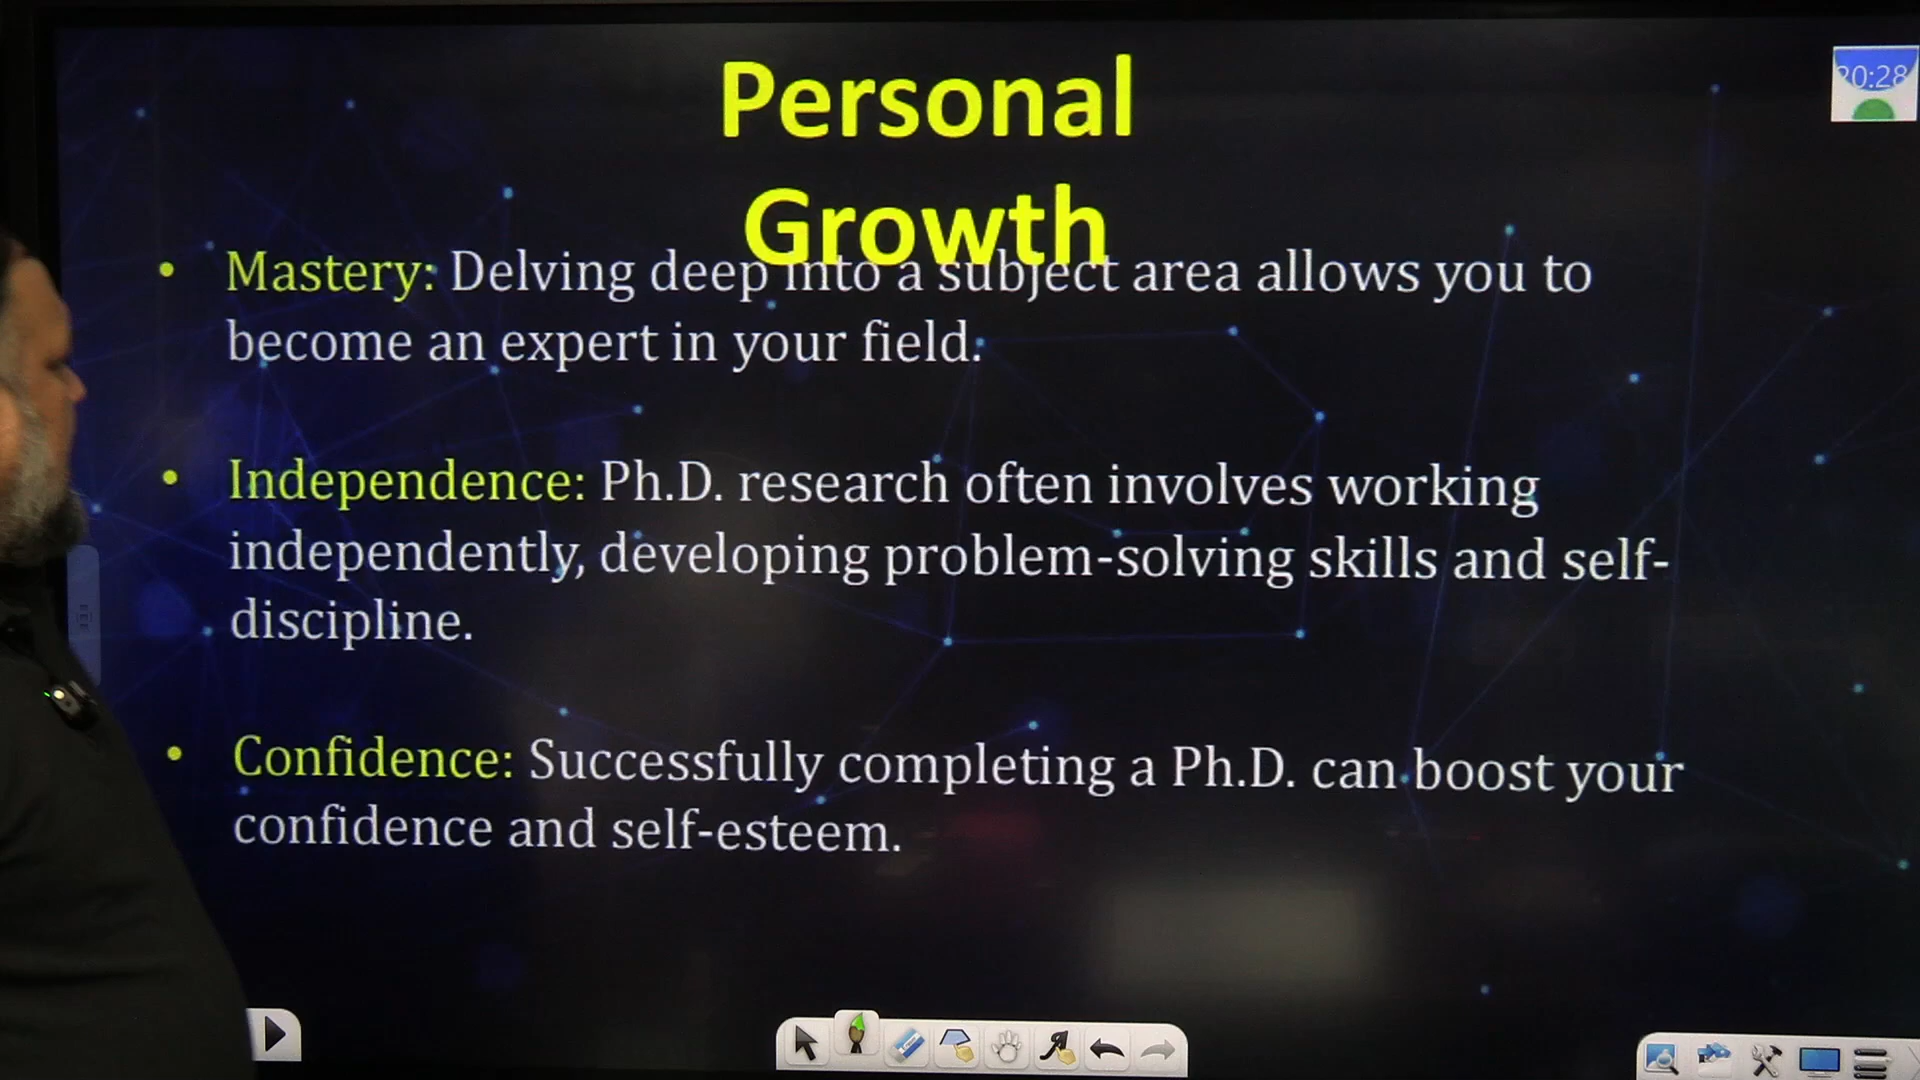 Personal
Growth
20:28
• Mastery: Delving deep into a subject area allows you to
become an expert in your field.
• Independence: Ph.D. research often involves working
independently, developing problem-solving skills and self-
discipline.
• Confidence: Successfully completing a Ph.D. can boost your
confidence and self-esteem.